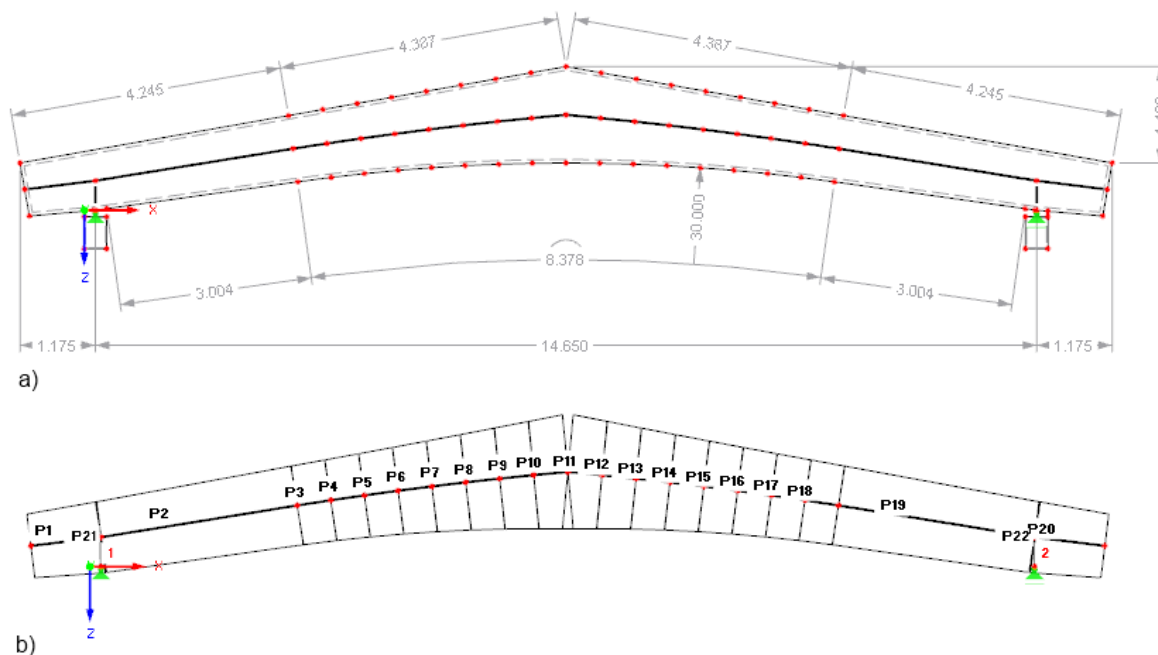 4.387
4.387
4.245
4.245
X
Z
30.000
8.378
3.004
3.004
1.175
14.650
1.175
a)
P1
P21
P2
P3
P4
P5
P6
P7
P8
P9
P10
P11
P12
P13
P14
P15
P16
P17
P18
P19
P22
P20
1
X
2
Z
b)